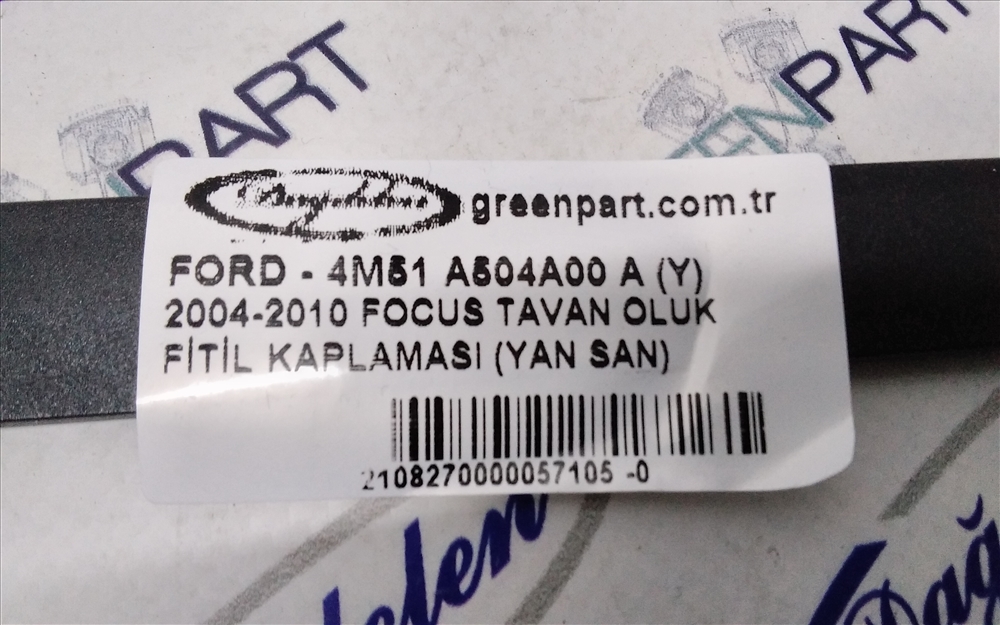 PART
PART
greenpart.com.tr
FORD - 4M51 A504A00 A (Y)
2004-2010 FOCUS TAVAN OLUK
FİTİL KAPLAMASI (YAN SAN)
2108270000057105 -0